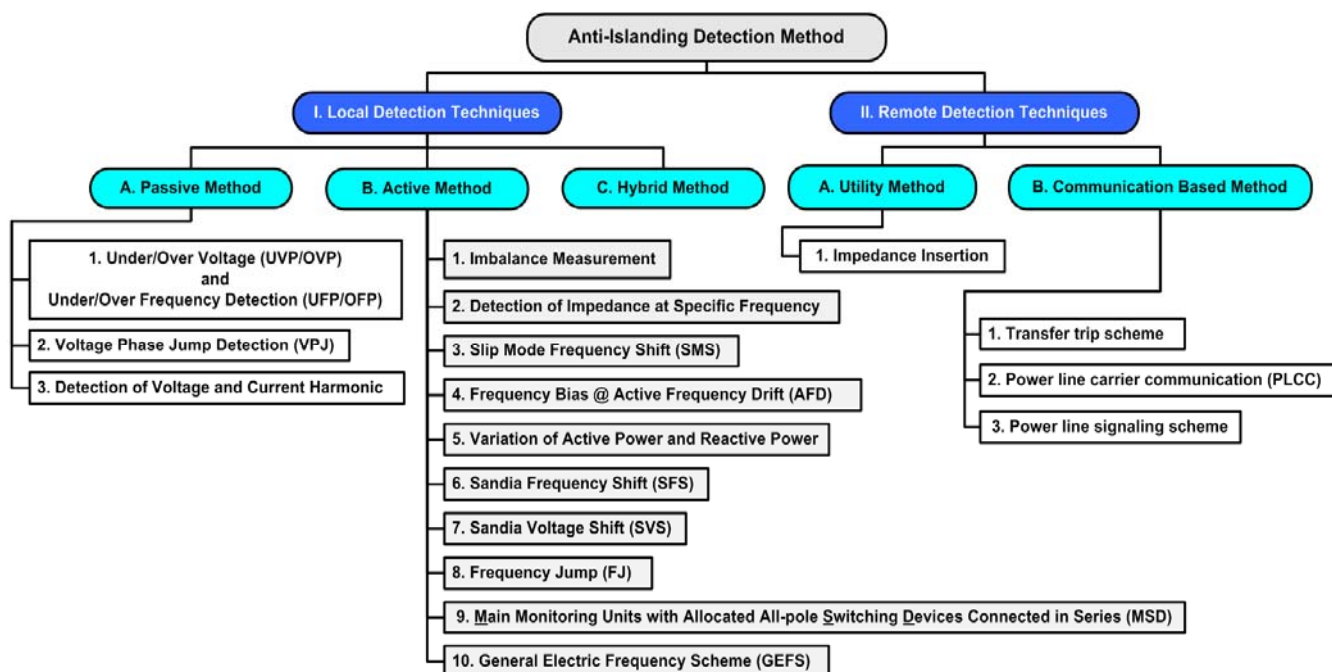 Anti-Islanding Detection Method
I. Local Detection Techniques
II. Remote Detection Techniques
A. Passive Method
B. Active Method
C. Hybrid Method
A. Utility Method
B. Communication Based Method
1. Under/Over Voltage (UVP/OVP)
and
Under/Over Frequency Detection (UFP/OFP)
2. Voltage Phase Jump Detection (VPJ)
3. Detection of Voltage and Current Harmonic
1. Imbalance Measurement
2. Detection of Impedance at Specific Frequency
3. Slip Mode Frequency Shift (SMS)
4. Frequency Bias @ Active Frequency Drift (AFD)
5. Variation of Active Power and Reactive Power
6. Sandia Frequency Shift (SFS)
7. Sandia Voltage Shift (SVS)
8. Frequency Jump (FJ)
9. Main Monitoring Units with Allocated All-pole Switching Devices Connected in Series (MSD)
10. General Electric Frequency Scheme (GEFS)
1. Impedance Insertion
1. Transfer trip scheme
2. Power line carrier communication (PLCC)
3. Power line signaling scheme